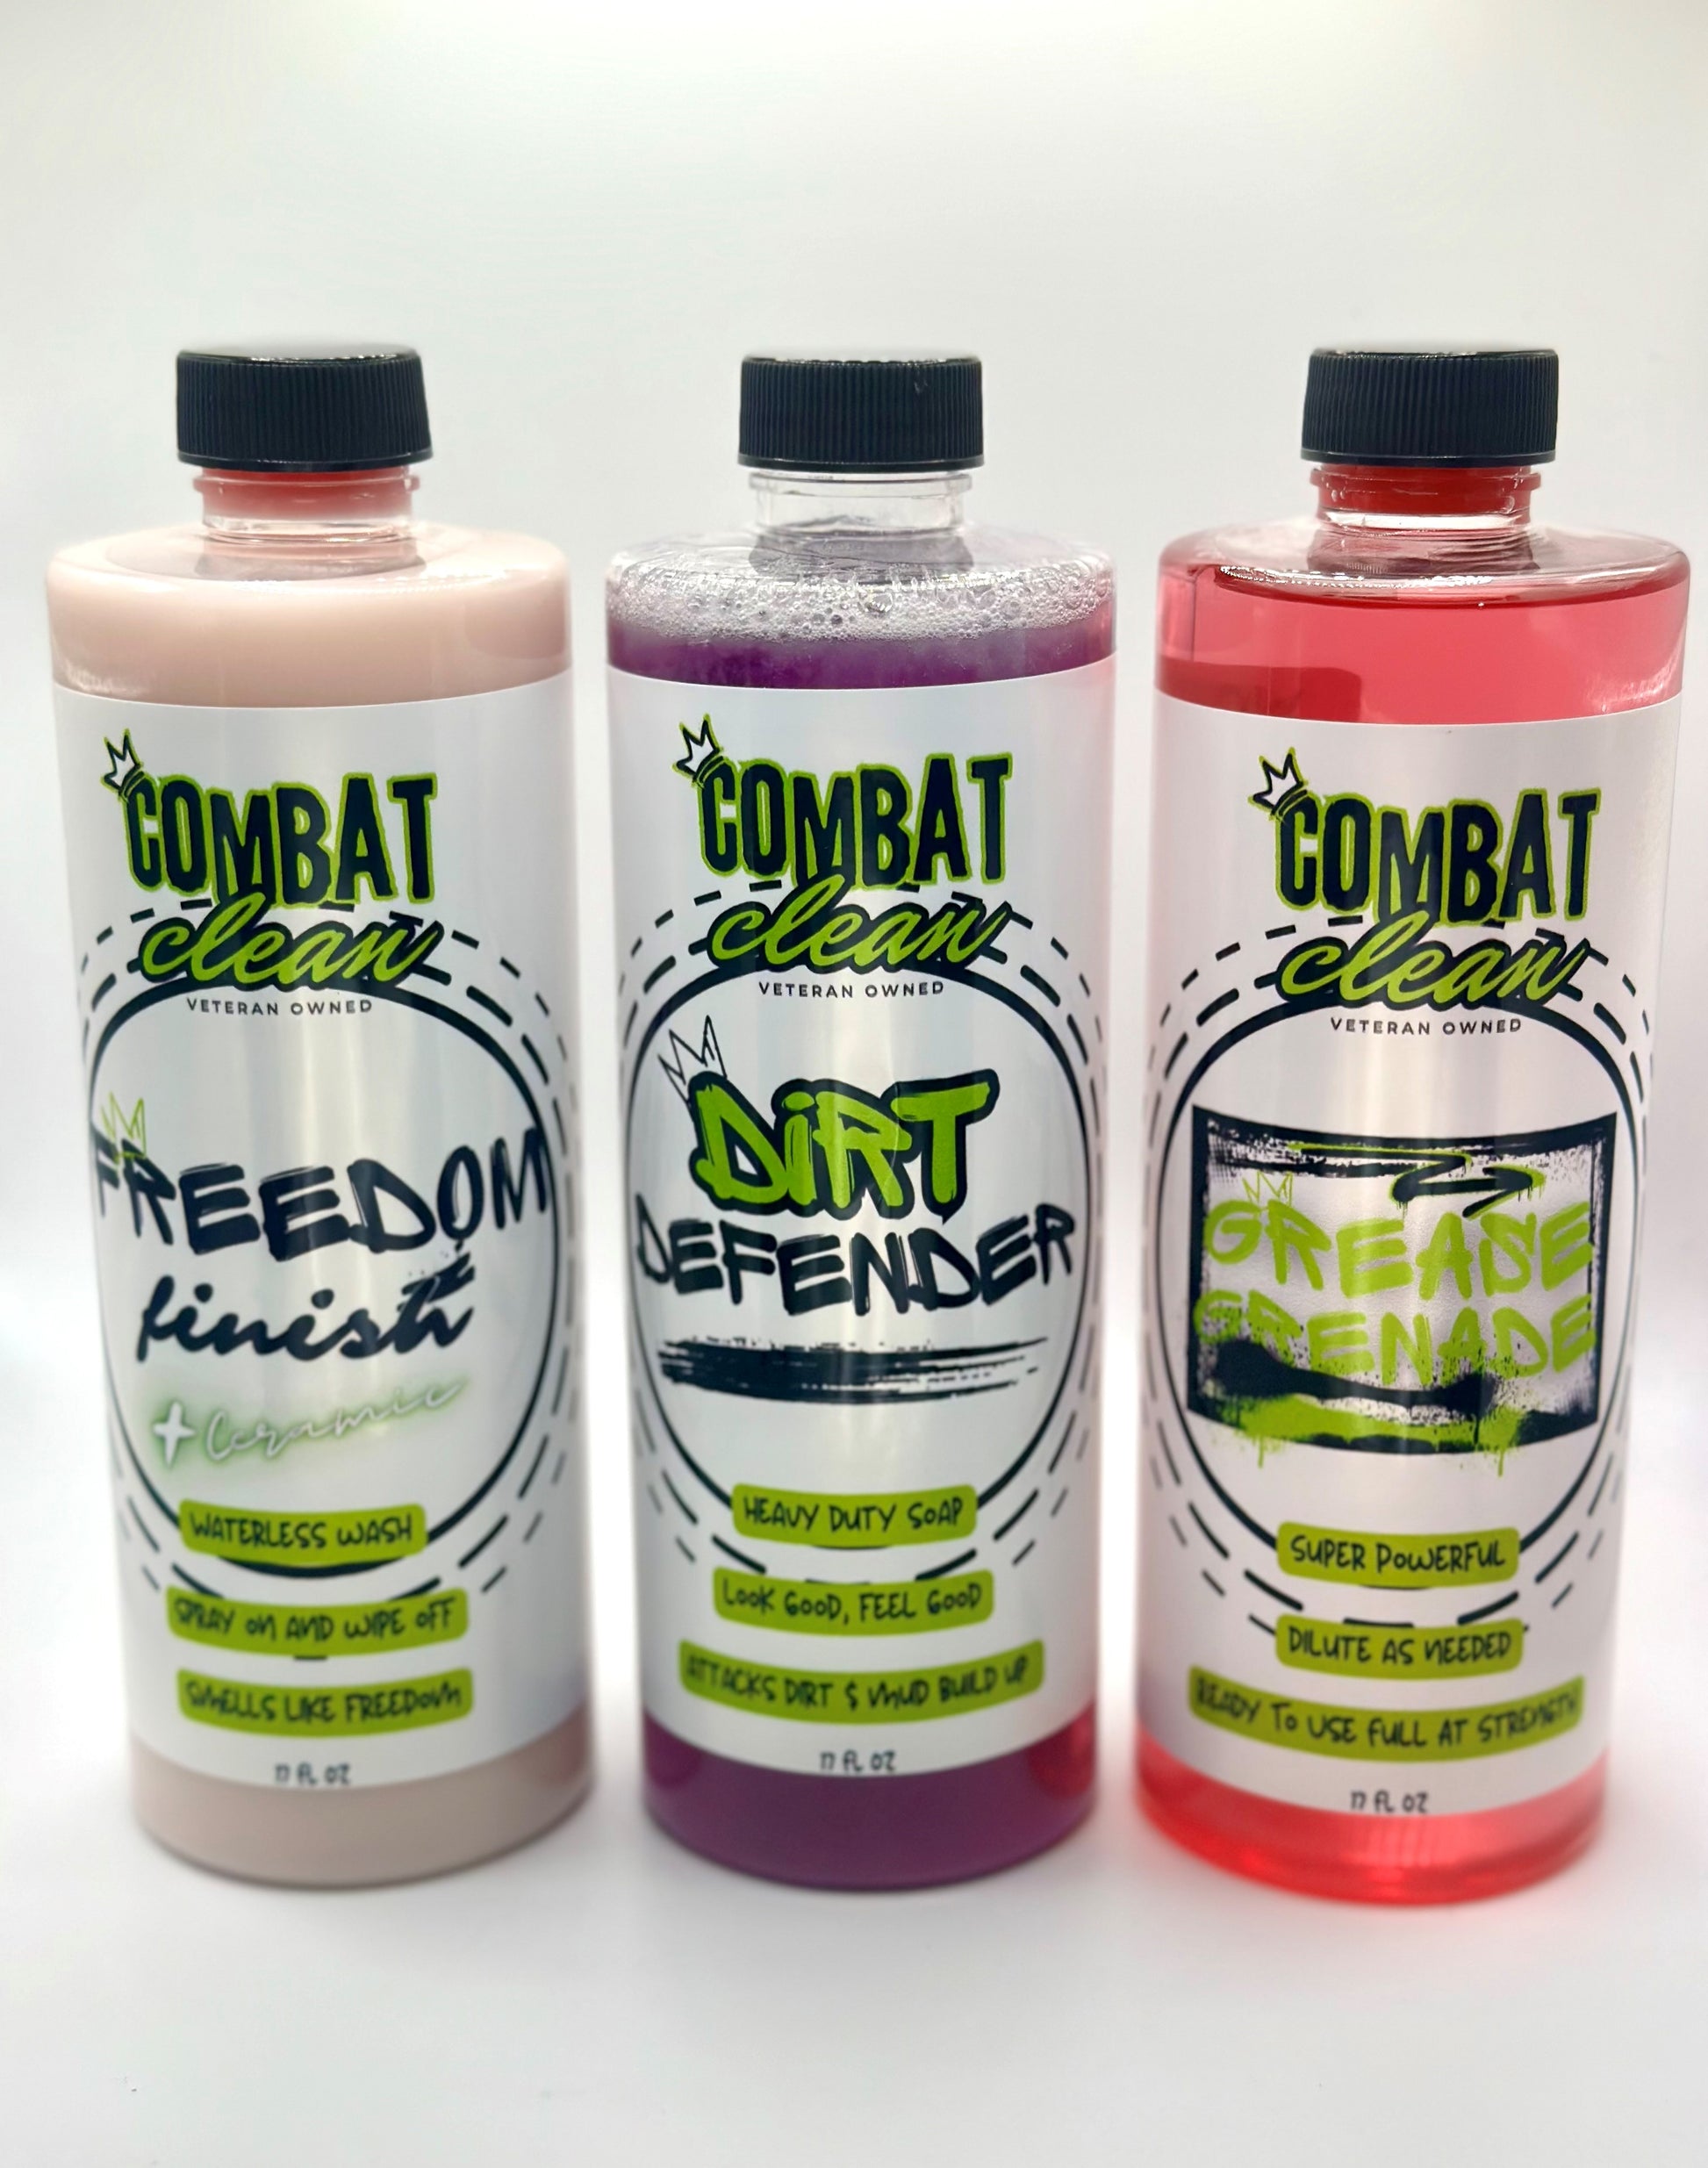 COMBAT
clean
VETERAN OWNED
FREEDOM
finish
+ Ceramic
WATERLESS WASH
SPRAY ON AND WIPE OFF
SMELLS LIKE FREEDOM
17 FL OZ
COMBAT
clean
VETERAN OWNED
DiRT
DEFENDER
HEAVY DUTY SOAP
LOOK GOOD, FEEL GOOD
ATTACKS DIRT & MUD BUILD UP
17 FL OZ
COMBAT
clean
VETERAN OWNED
GREASE
GRENADE
SUPER POWERFUL
DILUTE AS NEEDED
READY TO USE FULL AT STRENGTH
17 FL OZ